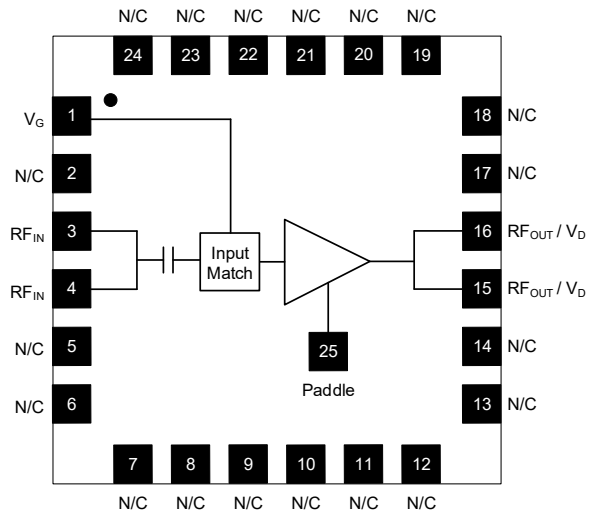 N/C N/C N/C N/C N/C N/C
24 23 22 21 20 19
V_G 1 18 N/C
N/C 2 17 N/C
RF_IN 3 16 RF_OUT / V_D
Input
Match
RF_IN 4 15 RF_OUT / V_D
N/C 5 25 14 N/C
Paddle
N/C 6 13 N/C
7 8 9 10 11 12
N/C N/C N/C N/C N/C N/C